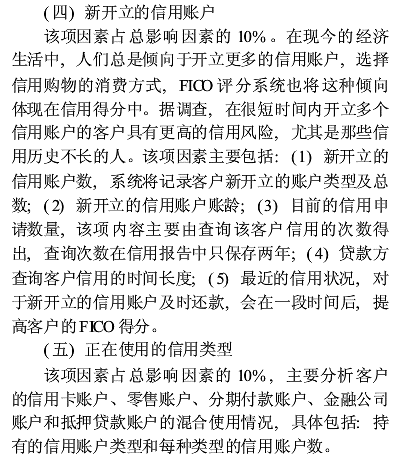 (四) 新开立的信用账户
该项因素占总影响因素的 10%。在现今的经济
生活中，人们总是倾向于开立更多的信用账户，选择
信用购物的消费方式，FICO 评分系统也将这种倾向
体现在信用得分中。据调查，在很短时间内开立多个
信用账户的客户具有更高的信用风险，尤其是那些信
用历史不长的人。该项因素主要包括：(1) 新开立的
信用账户数，系统将记录客户新开立的账户类型及总
数；(2) 新开立的信用账户账龄；(3) 目前的信用申
请数量，该项内容主要由查询该客户信用的次数得
出，查询次数在信用报告中只保存两年；(4) 贷款方
查询客户信用的时间长度；(5) 最近的信用状况，对
于新开立的信用账户及时还款，会在一段时间后，提
高客户的 FICO 得分。
(五) 正在使用的信用类型
该项因素占总影响因素的 10%，主要分析客户
的信用卡账户、零售账户、分期付款账户、金融公司
账户和抵押贷款账户的混合使用情况，具体包括：持
有的信用账户类型和每种类型的信用账户数。